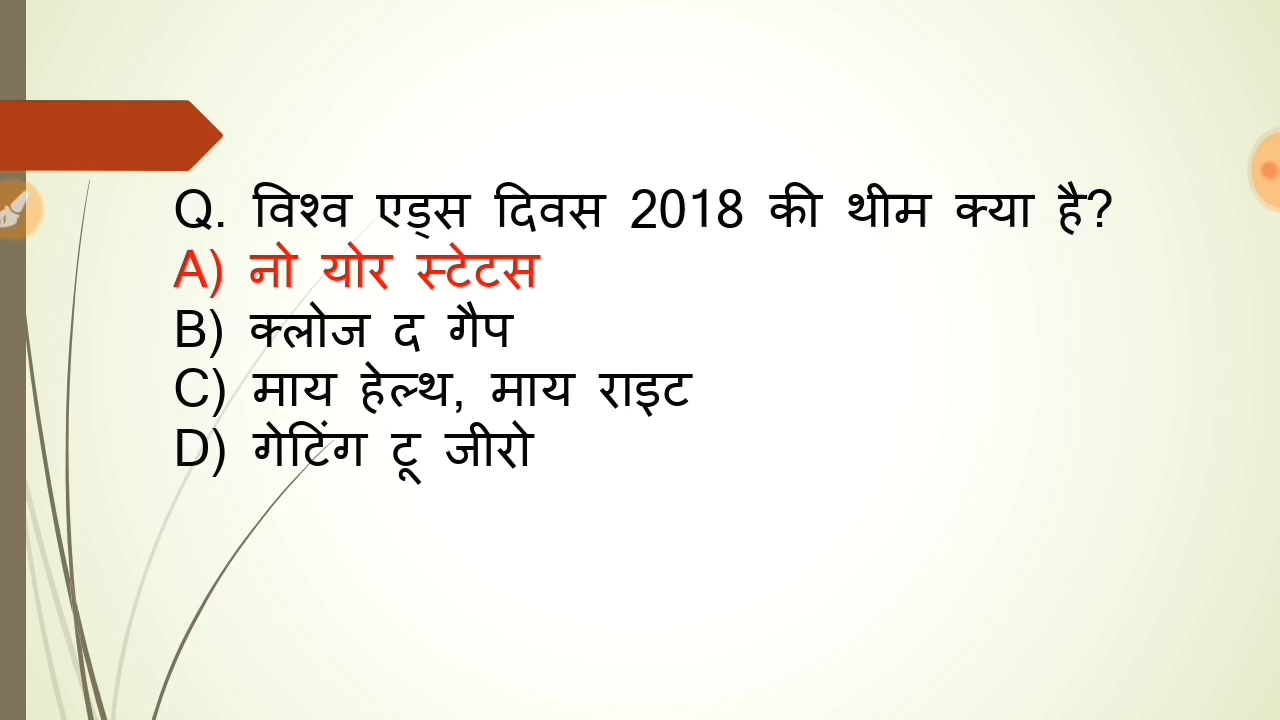 Q. विश्व एड्स दिवस 2018 की थीम क्या है?
A) नो योर स्टेटस
B) क्लोज द गैप
C) माय हेल्थ, माय राइट
D) गेटिंग टू जीरो